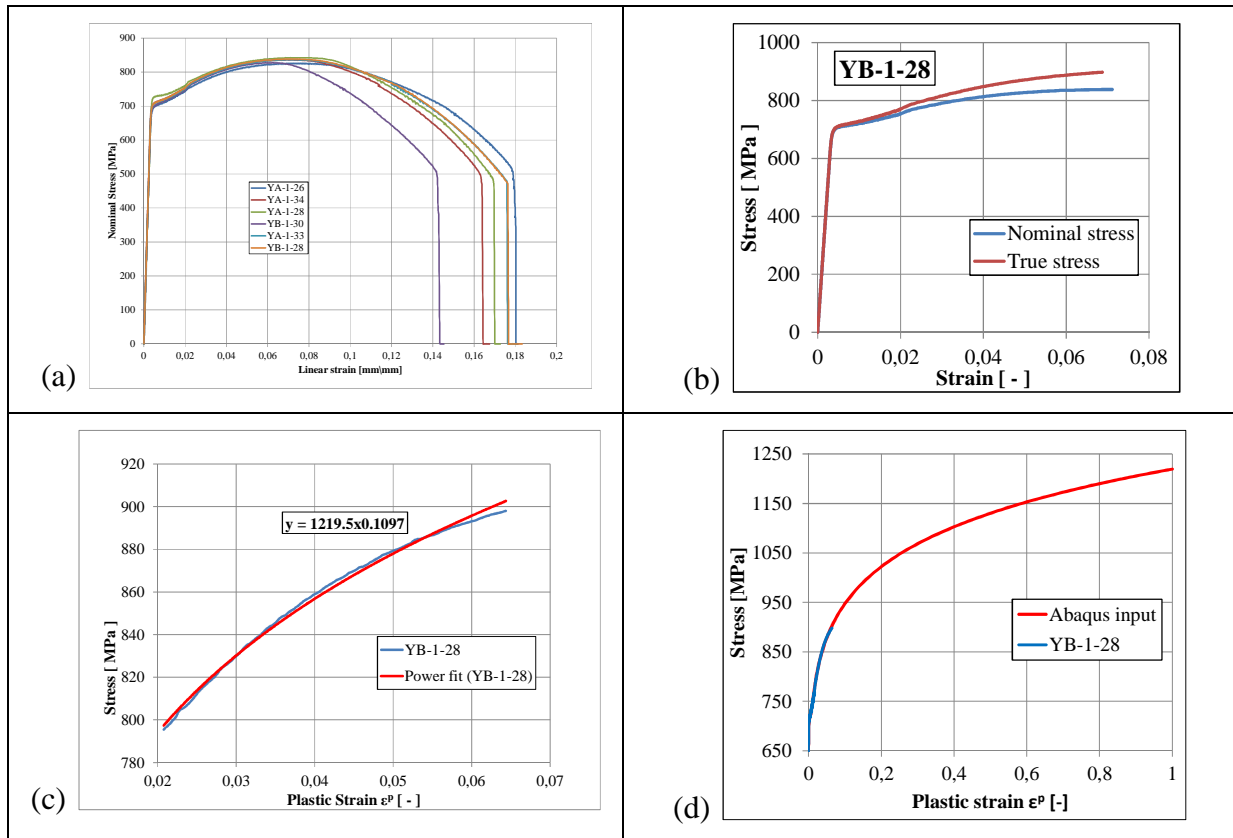 900
800
700
600
500
400
300
200
100
0
Nominal Stress [MPa]
YA-1-26
YA-1-34
YA-1-28
YB-1-30
YA-1-33
YB-1-28
0 0,02 0,04 0,06 0,08 0,1 0,12 0,14 0,16 0,18 0,2
Linear strain [mm\mm]
(a)
1000
800
600
400
200
0
Stress [ MPa ]
YB-1-28
Nominal stress
True stress
0 0,02 0,04 0,06 0,08
Strain [ - ]
(b)
920
900
880
860
840
820
800
780
Stress [ MPa ]
y = 1219.5x0.1097
YB-1-28
Power fit (YB-1-28)
0,02 0,03 0,04 0,05 0,06 0,07
Plastic Strain εᵖ [ - ]
(c)
1250
1150
1050
950
850
750
650
Stress [MPa]
Abaqus input
YB-1-28
0 0,2 0,4 0,6 0,8 1
Plastic strain εᵖ [-]
(d)